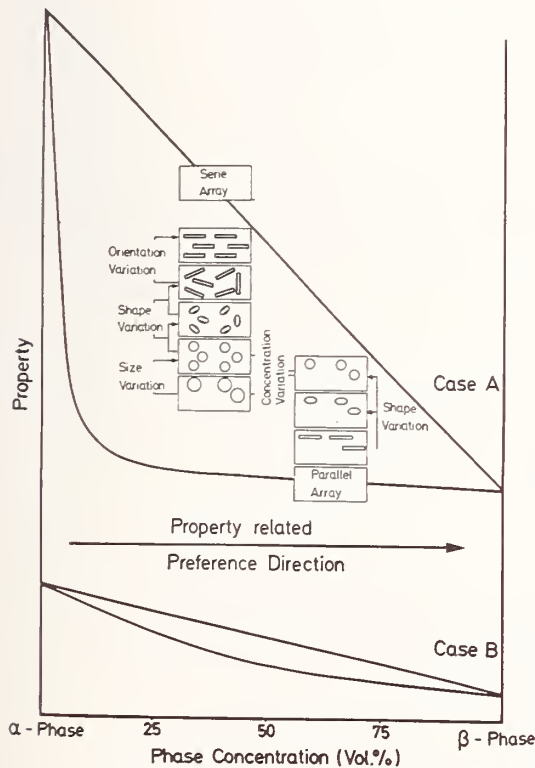 Property
Serie
Array
Orientation
Variation
Shape
Variation
Size
Variation
Concentration
Variation
Shape
Variation
Parallel
Array
Case A
Property related
Preference Direction
Case B
α - Phase
25
50
75
β - Phase
Phase Concentration (Vol.%)